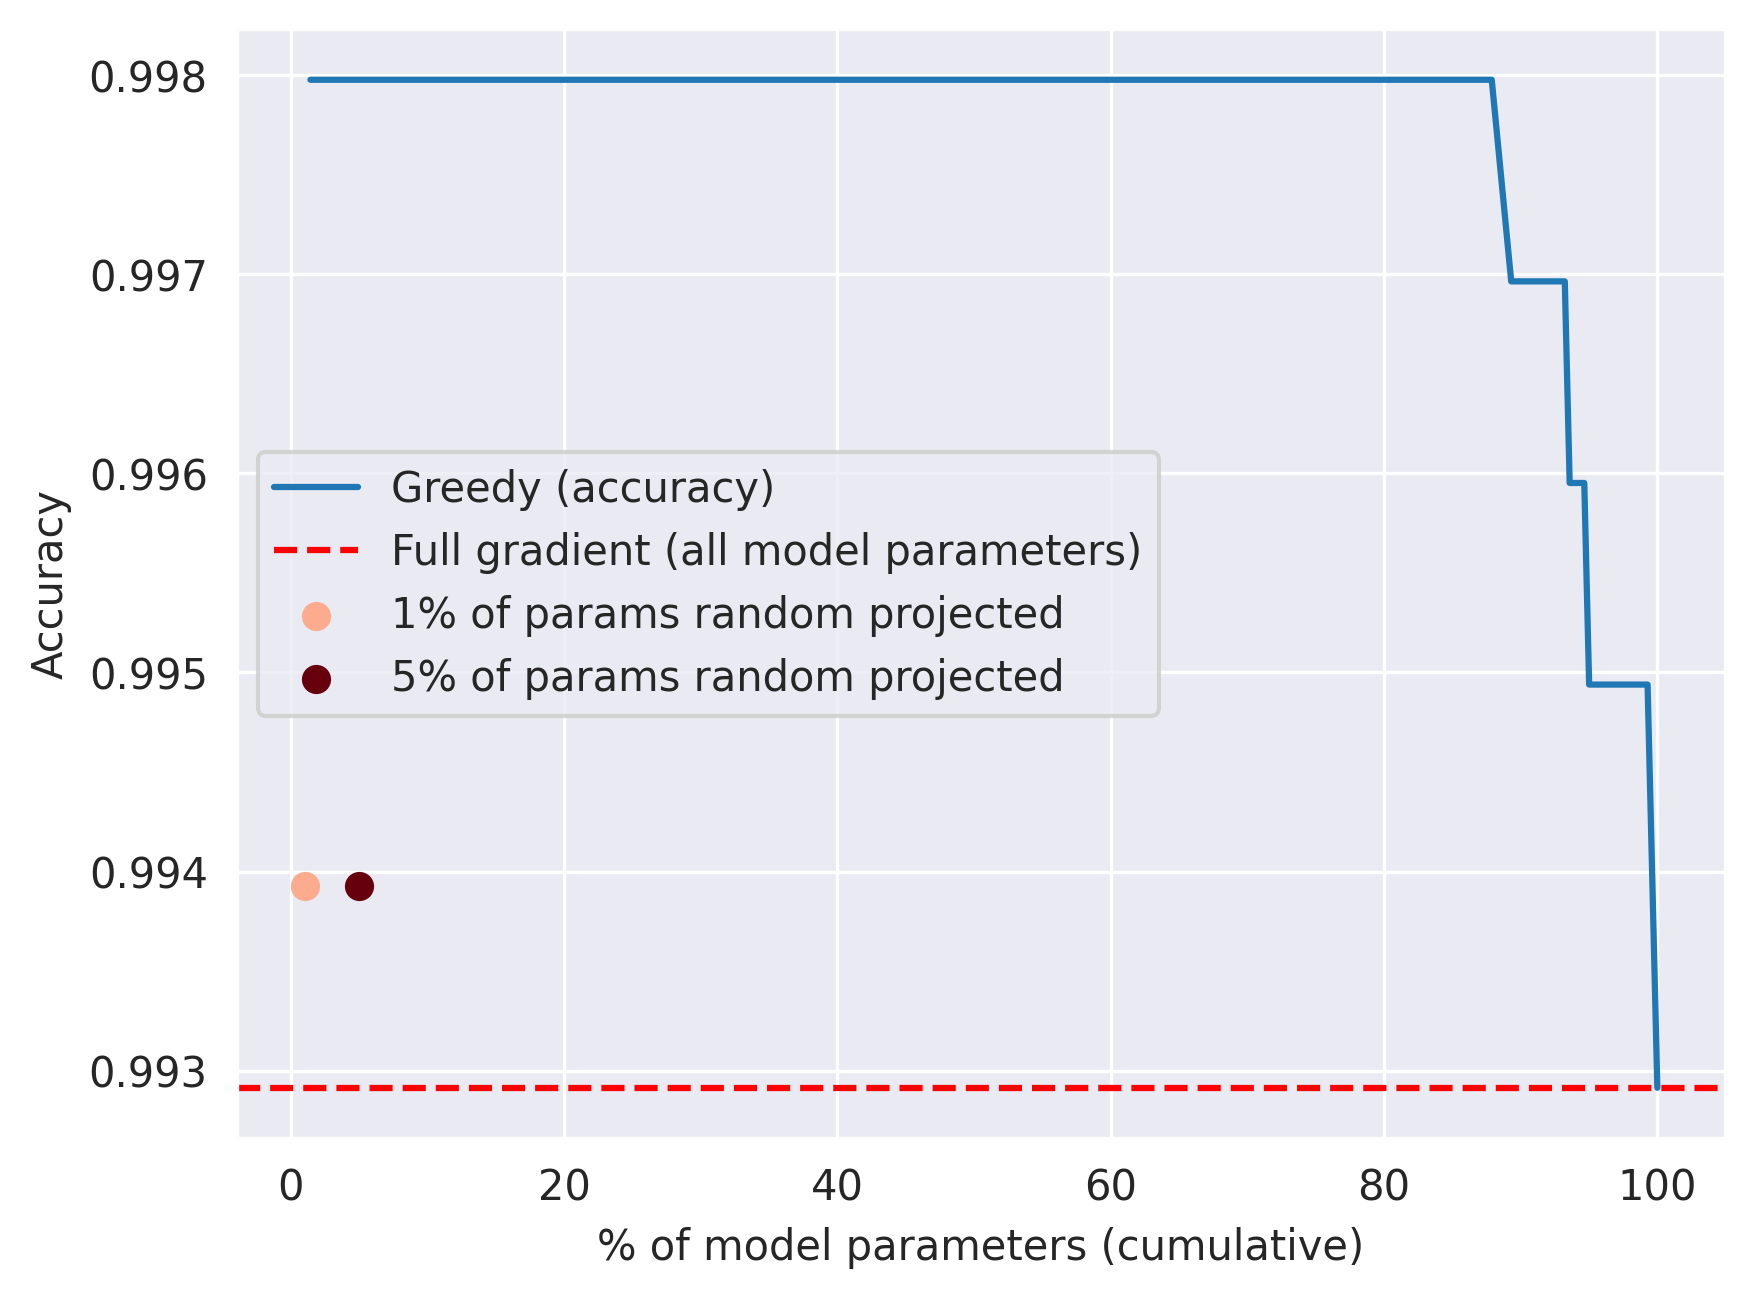 0.998
0.997
0.996
0.995
0.994
0.993
Accuracy
Greedy (accuracy)
Full gradient (all model parameters)
1% of params random projected
5% of params random projected
0 20 40 60 80 100
% of model parameters (cumulative)